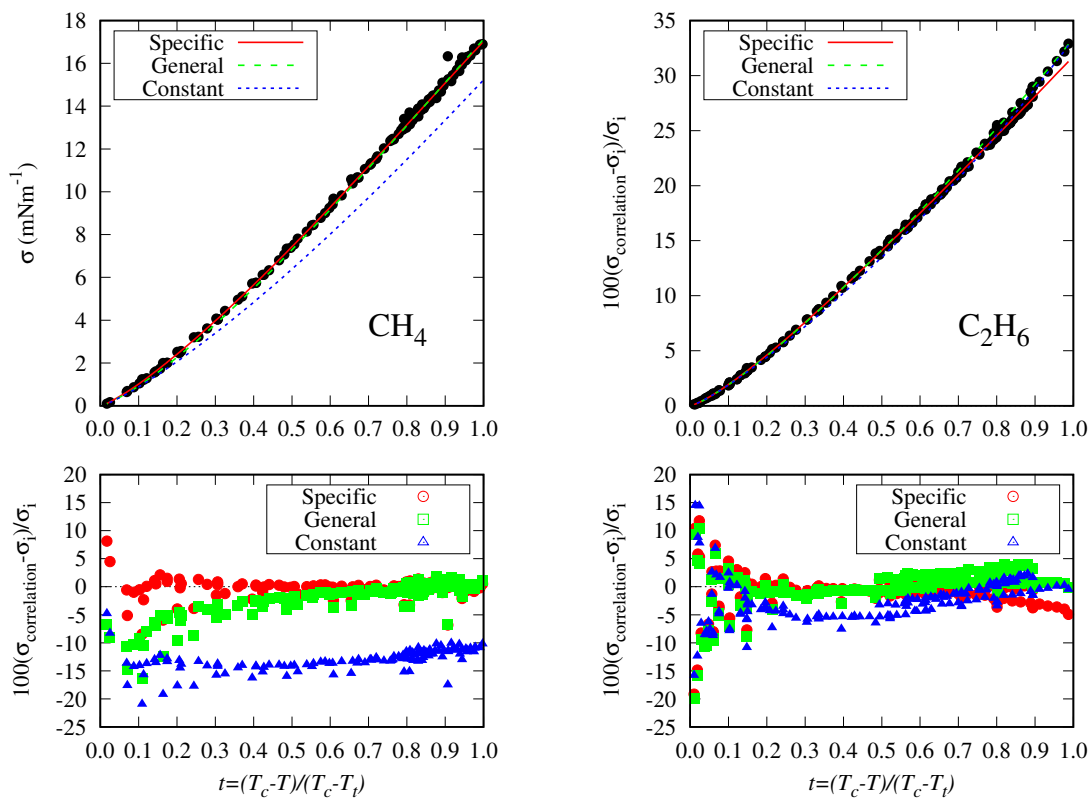 18
16
14
12
10
8
6
4
2
0
σ (mNm-1)
Specific
General
Constant
CH4
0.0 0.1 0.2 0.3 0.4 0.5 0.6 0.7 0.8 0.9 1.0
35
30
25
20
15
10
5
0
100(σcorrelation-σi)/σi
Specific
General
Constant
C2H6
0.0 0.1 0.2 0.3 0.4 0.5 0.6 0.7 0.8 0.9 1.0
20
15
10
5
0
-5
-10
-15
-20
-25
100(σcorrelation-σi)/σi
Specific
General
Constant
0.0 0.1 0.2 0.3 0.4 0.5 0.6 0.7 0.8 0.9 1.0
t=(Tc-T)/(Tc-Tt)
20
15
10
5
0
-5
-10
-15
-20
-25
100(σcorrelation-σi)/σi
Specific
General
Constant
0.0 0.1 0.2 0.3 0.4 0.5 0.6 0.7 0.8 0.9 1.0
t=(Tc-T)/(Tc-Tt)